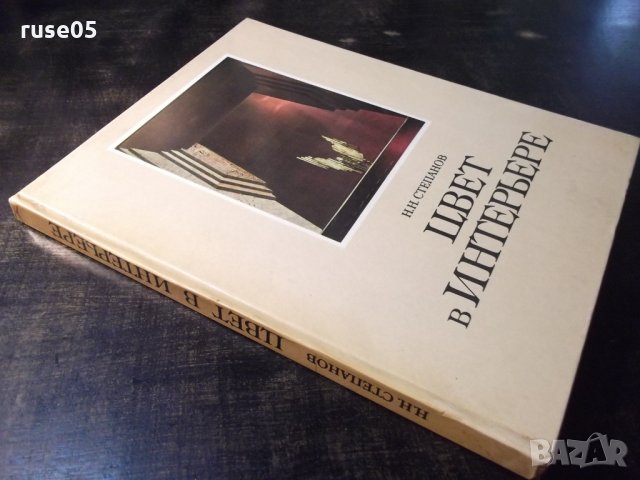 ruse05
Н.Н. СТЕПАНОВ
ЦВЕТ
в ИНТЕРЬЕРЕ
Н.Н. СТЕПАНОВ ЦВЕТ В ИНТЕРЬЕРЕ
BAZAR